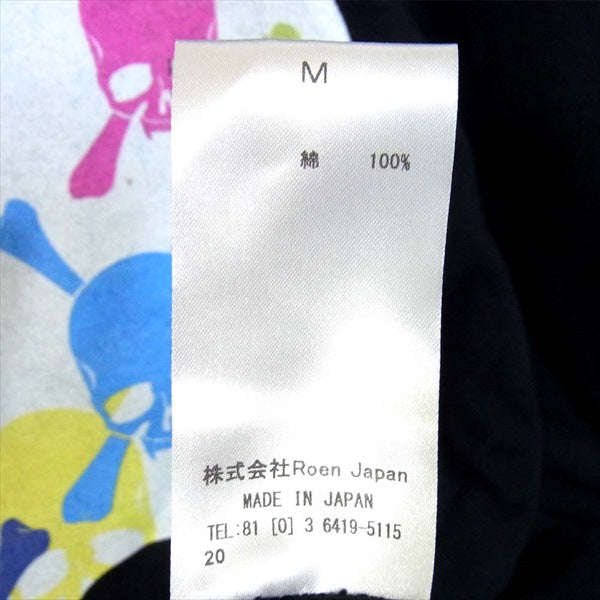 M
綿 100%
株式会社Roen Japan
MADE IN JAPAN
TEL:81 [0] 3 6419-5115
20